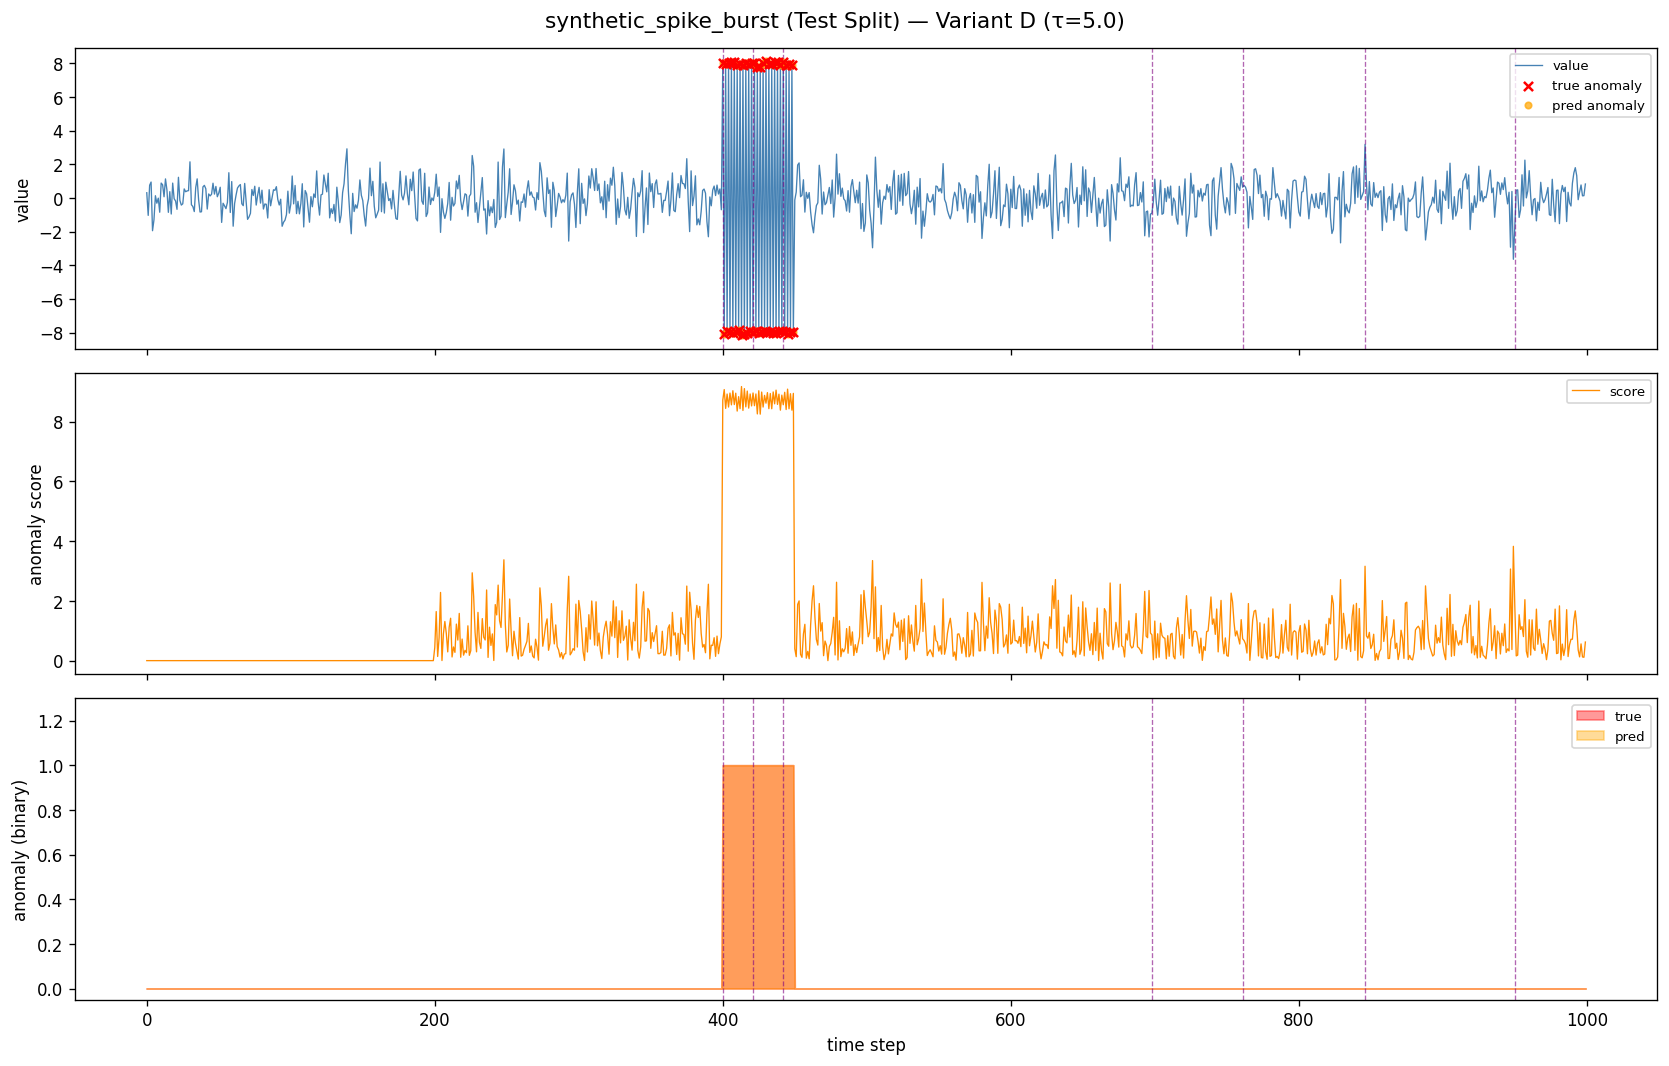 synthetic_spike_burst (Test Split) — Variant D (τ=5.0)
value
8
6
4
2
0
−2
−4
−6
−8
value
true anomaly
pred anomaly
anomaly score
8
6
4
2
0
score
anomaly (binary)
1.2
1.0
0.8
0.6
0.4
0.2
0.0
true
pred
0 200 400 600 800 1000
time step